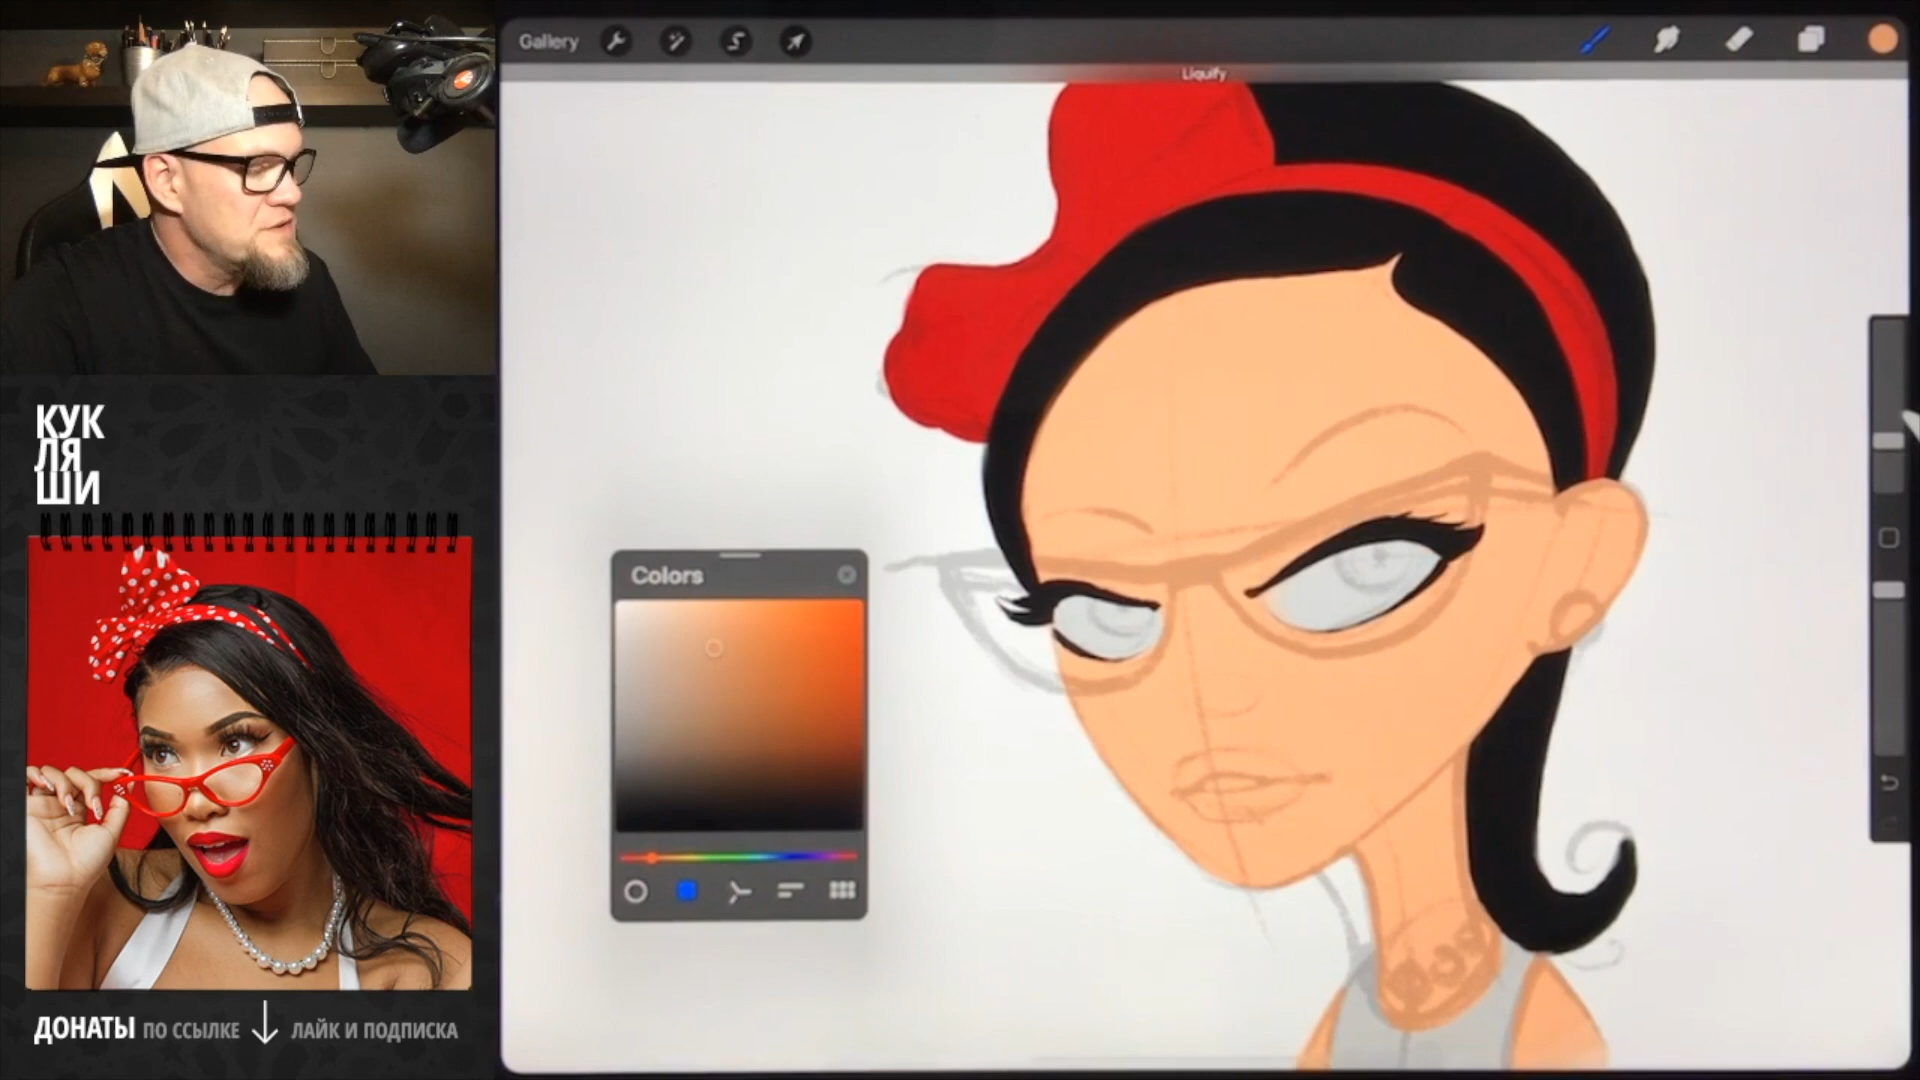 Gallery
Liquify
Colors
КУК
ЛЯ
ШИ
ДОНАТЫ ПО ССЫЛКЕ ЛАЙК И ПОДПИСКА